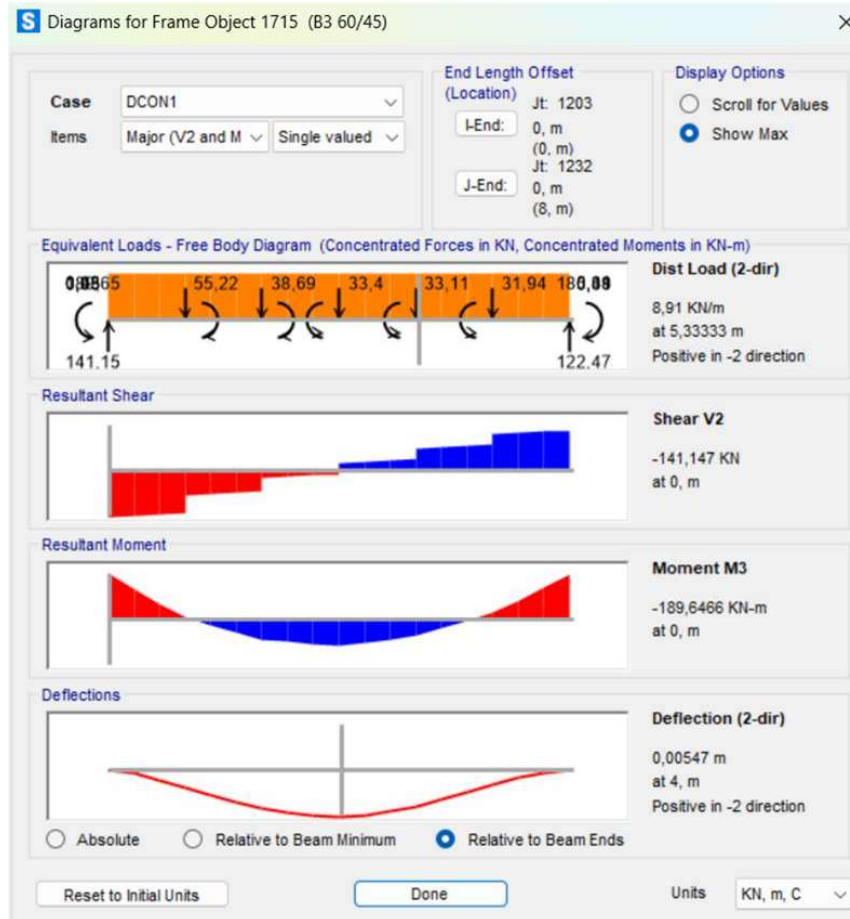 S Diagrams for Frame Object 1715 (B3 60/45) ×
Case DCON1
Items Major (V2 and M Single valued
End Length Offset
(Location)
I-End: Jt: 1203
0, m
(0, m)
J-End: Jt: 1232
0, m
(8, m)
Display Options
Scroll for Values
Show Max
Equivalent Loads - Free Body Diagram (Concentrated Forces in KN, Concentrated Moments in KN-m)
55,22 38,69 33,4 33,11 31,94
141.15 122.47
Dist Load (2-dir)
8,91 KN/m
at 5,33333 m
Positive in -2 direction
Resultant Shear
Shear V2
-141,147 KN
at 0, m
Resultant Moment
Moment M3
-189,6466 KN-m
at 0, m
Deflections
Deflection (2-dir)
0,00547 m
at 4, m
Positive in -2 direction
Absolute Relative to Beam Minimum Relative to Beam Ends
Reset to Initial Units Done Units KN, m, C